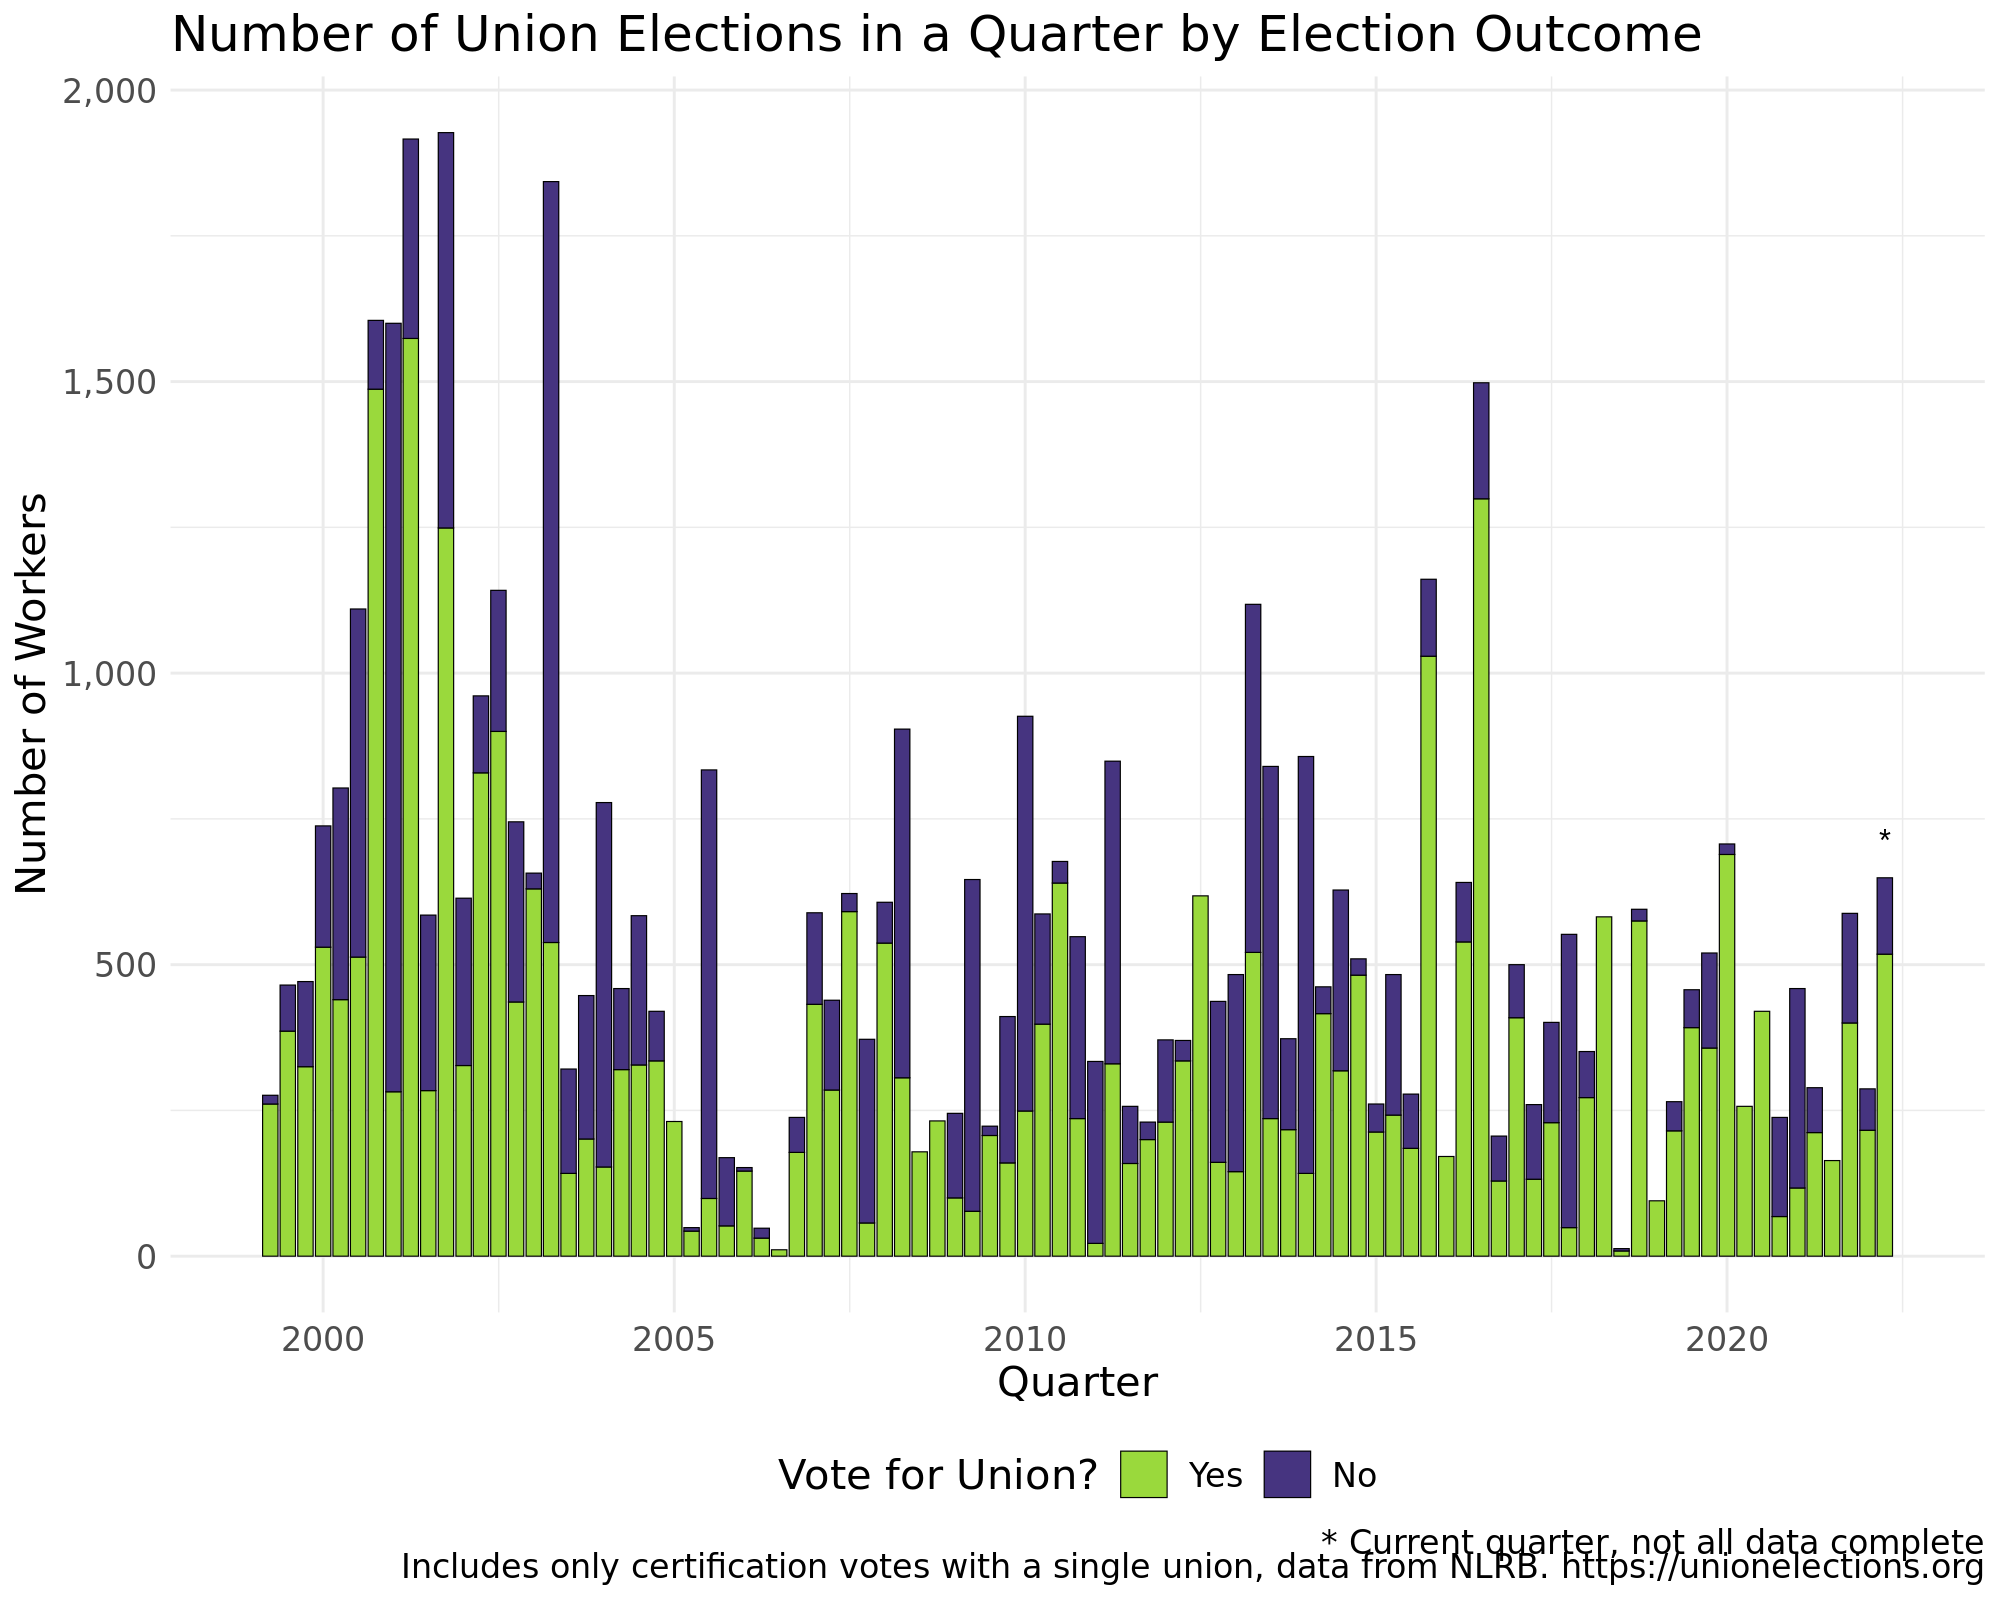 Number of Union Elections in a Quarter by Election Outcome
2,000
1,500
1,000
500
0
Number of Workers
*
2000 2005 2010 2015 2020
Quarter
Vote for Union? Yes No
* Current quarter, not all data complete
Includes only certification votes with a single union, data from NLRB. https://unionelections.org